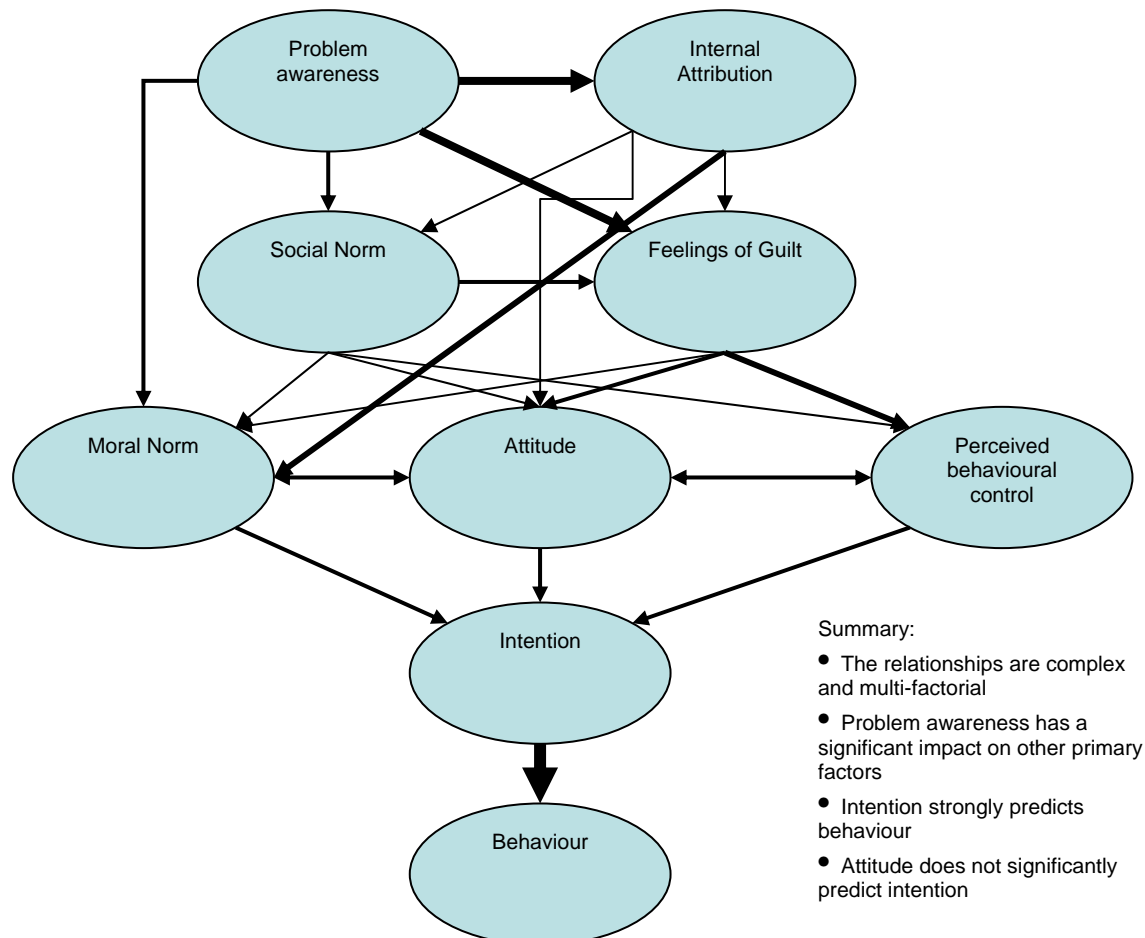 Problem
awareness
Internal
Attribution
Social Norm
Feelings of Guilt
Moral Norm
Attitude
Perceived
behavioural
control
Intention
Summary:
• The relationships are complex
and multi-factorial
• Problem awareness has a
significant impact on other primary
factors
• Intention strongly predicts
behaviour
• Attitude does not significantly
predict intention
Behaviour